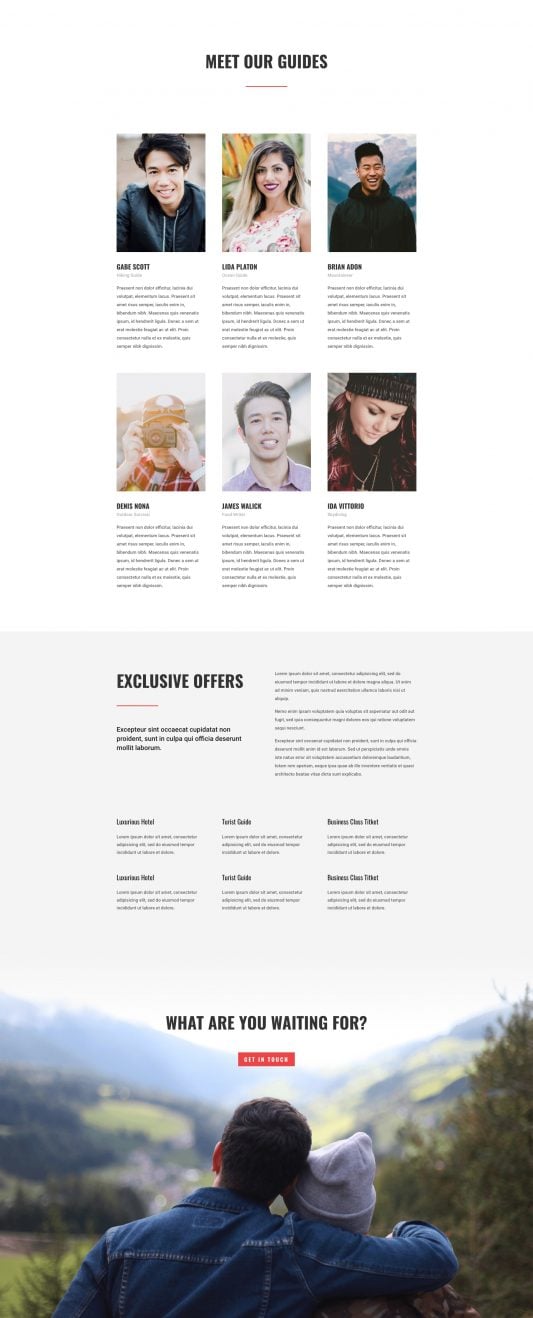 MEET OUR GUIDES
GABE SCOTT
Hiking Guide
Praesent non dolor efficitur, lacinia dui
volutpat, elementum lacus. Praesent sit
amet risus semper, iaculis enim in,
bibendum nibh. Maecenas quis venenatis
ipsum, id hendrerit ligula. Donec a sem ut
erat molestie feugiat ac ut elit. Proin
consectetur nulla et ex molestie, quis
semper nibh dignissim.
LIDA PLATON
Ocean Guide
Praesent non dolor efficitur, lacinia dui
volutpat, elementum lacus. Praesent sit
amet risus semper, iaculis enim in,
bibendum nibh. Maecenas quis venenatis
ipsum, id hendrerit ligula. Donec a sem ut
erat molestie feugiat ac ut elit. Proin
consectetur nulla et ex molestie, quis
semper nibh dignissim.
BRIAN ADON
Mountaineer
Praesent non dolor efficitur, lacinia dui
volutpat, elementum lacus. Praesent sit
amet risus semper, iaculis enim in,
bibendum nibh. Maecenas quis venenatis
ipsum, id hendrerit ligula. Donec a sem ut
erat molestie feugiat ac ut elit. Proin
consectetur nulla et ex molestie, quis
semper nibh dignissim.
DENIS NONA
Outdoor Survival
Praesent non dolor efficitur, lacinia dui
volutpat, elementum lacus. Praesent sit
amet risus semper, iaculis enim in,
bibendum nibh. Maecenas quis venenatis
ipsum, id hendrerit ligula. Donec a sem ut
erat molestie feugiat ac ut elit. Proin
consectetur nulla et ex molestie, quis
semper nibh dignissim.
JAMES WALICK
Food Writer
Praesent non dolor efficitur, lacinia dui
volutpat, elementum lacus. Praesent sit
amet risus semper, iaculis enim in,
bibendum nibh. Maecenas quis venenatis
ipsum, id hendrerit ligula. Donec a sem ut
erat molestie feugiat ac ut elit. Proin
consectetur nulla et ex molestie, quis
semper nibh dignissim.
IDA VITTORIO
Skydiving
Praesent non dolor efficitur, lacinia dui
volutpat, elementum lacus. Praesent sit
amet risus semper, iaculis enim in,
bibendum nibh. Maecenas quis venenatis
ipsum, id hendrerit ligula. Donec a sem ut
erat molestie feugiat ac ut elit. Proin
consectetur nulla et ex molestie, quis
semper nibh dignissim.
EXCLUSIVE OFFERS
Excepteur sint occaecat cupidatat non
proident, sunt in culpa qui officia deserunt
mollit laborum.
Lorem ipsum dolor sit amet, consectetur adipisicing elit, sed do
eiusmod tempor incididunt ut labore et dolore magna aliqua. Ut enim
ad minim veniam, quis nostrud exercitation ullamco laboris nisi ut
aliquip.
Nemo enim ipsam voluptatem quia voluptas sit aspernatur aut odit aut
fugit, sed quia consequuntur magni dolores eos qui ratione voluptatem
sequi nesciunt.
Excepteur sint occaecat cupidatat non proident, sunt in culpa qui officia
deserunt mollit anim id est laborum. Sed ut perspiciatis unde omnis
iste natus error sit voluptatem accusantium doloremque laudantium,
totam rem aperiam, eaque ipsa quae ab illo inventore veritatis et quasi
architecto beatae vitae dicta sunt explicabo.
Luxurious Hotel
Lorem ipsum dolor sit amet, consectetur
adipisicing elit, sed do eiusmod tempor
incididunt ut labore et dolore.
Turist Guide
Lorem ipsum dolor sit amet, consectetur
adipisicing elit, sed do eiusmod tempor
incididunt ut labore et dolore.
Business Class Titket
Lorem ipsum dolor sit amet, consectetur
adipisicing elit, sed do eiusmod tempor
incididunt ut labore et dolore.
Luxurious Hotel
Lorem ipsum dolor sit amet, consectetur
adipisicing elit, sed do eiusmod tempor
incididunt ut labore et dolore.
Turist Guide
Lorem ipsum dolor sit amet, consectetur
adipisicing elit, sed do eiusmod tempor
incididunt ut labore et dolore.
Business Class Titket
Lorem ipsum dolor sit amet, consectetur
adipisicing elit, sed do eiusmod tempor
incididunt ut labore et dolore.
WHAT ARE YOU WAITING FOR?
GET IN TOUCH